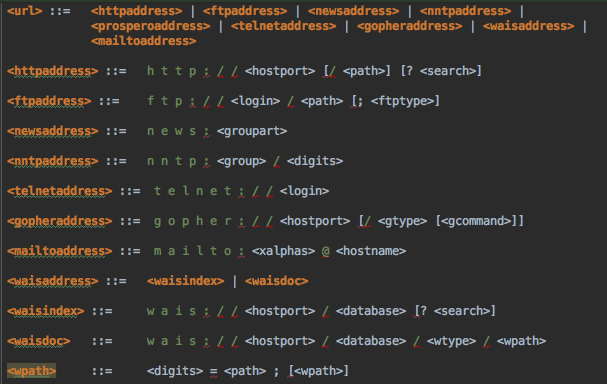 <url> ::= <httpaddress> | <ftpaddress> | <newsaddress> | <nntpaddress> |
<prosperoaddress> | <telnetaddress> | <gopheraddress> | <waisaddress> |
<mailtoaddress>
<httpaddress> ::= h t t p : / / <hostport> [/ <path>] [? <search>]
<ftpaddress> ::= f t p : / / <login> / <path> [; <ftptype>]
<newsaddress> ::= n e w s : <groupart>
<nntpaddress> ::= n n t p : <group> / <digits>
<telnetaddress> ::= t e l n e t : / / <login>
<gopheraddress> ::= g o p h e r : / / <hostport> [/ <gtype> [<gcommand>]]
<mailtoaddress> ::= m a i l t o : <xalphas> @ <hostname>
<waisaddress> ::= <waisindex> | <waisdoc>
<waisindex> ::= w a i s : / / <hostport> / <database> [? <search>]
<waisdoc> ::= w a i s : / / <hostport> / <database> / <wtype> / <wpath>
<wpath> ::= <digits> = <path> ; [<wpath>]